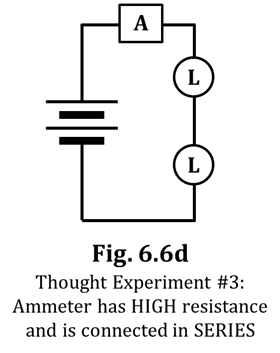 A
L
L
Fig. 6.6d
Thought Experiment #3:
Ammeter has HIGH resistance
and is connected in SERIES